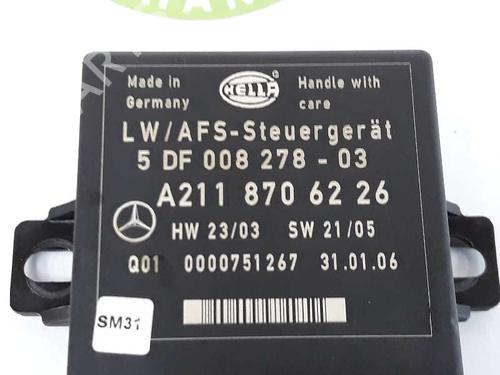 Made in Germany
HELLA
Handle with care
LW/AFS-Steuergerät
5 DF 008 278 - 03
A211 870 62 26
HW 23/03 SW 21/05
Q01 0000751267 31.01.06
SM31